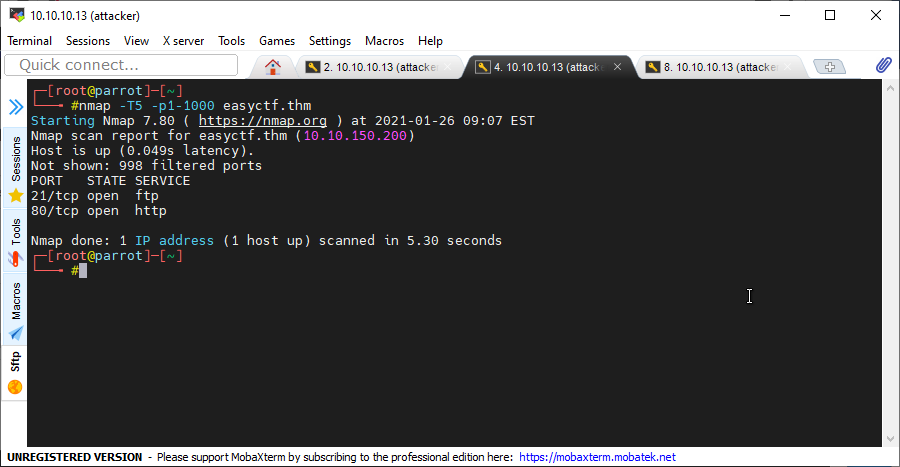 10.10.10.13 (attacker)
Terminal Sessions View X server Tools Games Settings Macros Help
Quick connect...
2. 10.10.10.13 (attacke
4. 10.10.10.13 (attack
8. 10.10.10.13 (attacker
Sessions
Tools
Macros
Sftp
┌─[root@parrot]─[~]
└──╼ #nmap -T5 -p1-1000 easyctf.thm
Starting Nmap 7.80 ( https://nmap.org ) at 2021-01-26 09:07 EST
Nmap scan report for easyctf.thm (10.10.150.200)
Host is up (0.049s latency).
Not shown: 998 filtered ports
PORT   STATE SERVICE
21/tcp open  ftp
80/tcp open  http
Nmap done: 1 IP address (1 host up) scanned in 5.30 seconds
┌─[root@parrot]─[~]
└──╼ #
UNREGISTERED VERSION - Please support MobaXterm by subscribing to the professional edition here: https://mobaxterm.mobatek.net